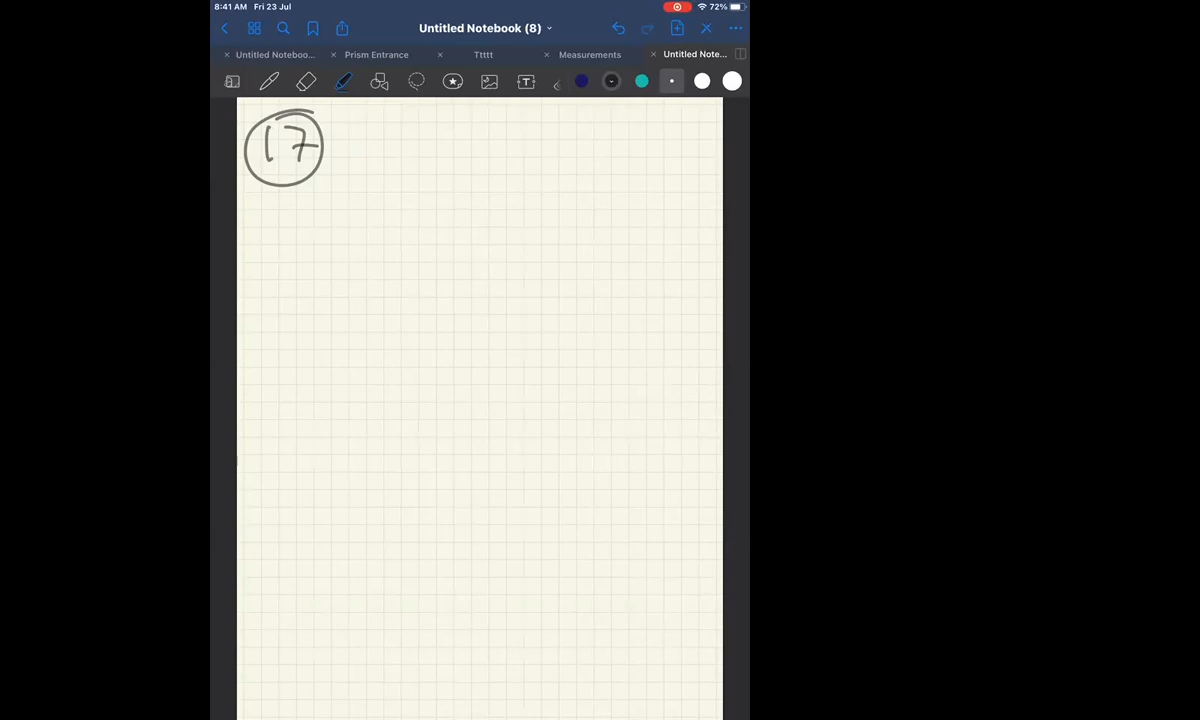 8:41 AM Fri 23 Jul 72%
Untitled Notebook (8)
Untitled Noteboo... Prism Entrance Ttttt Measurements Untitled Note...
T
17